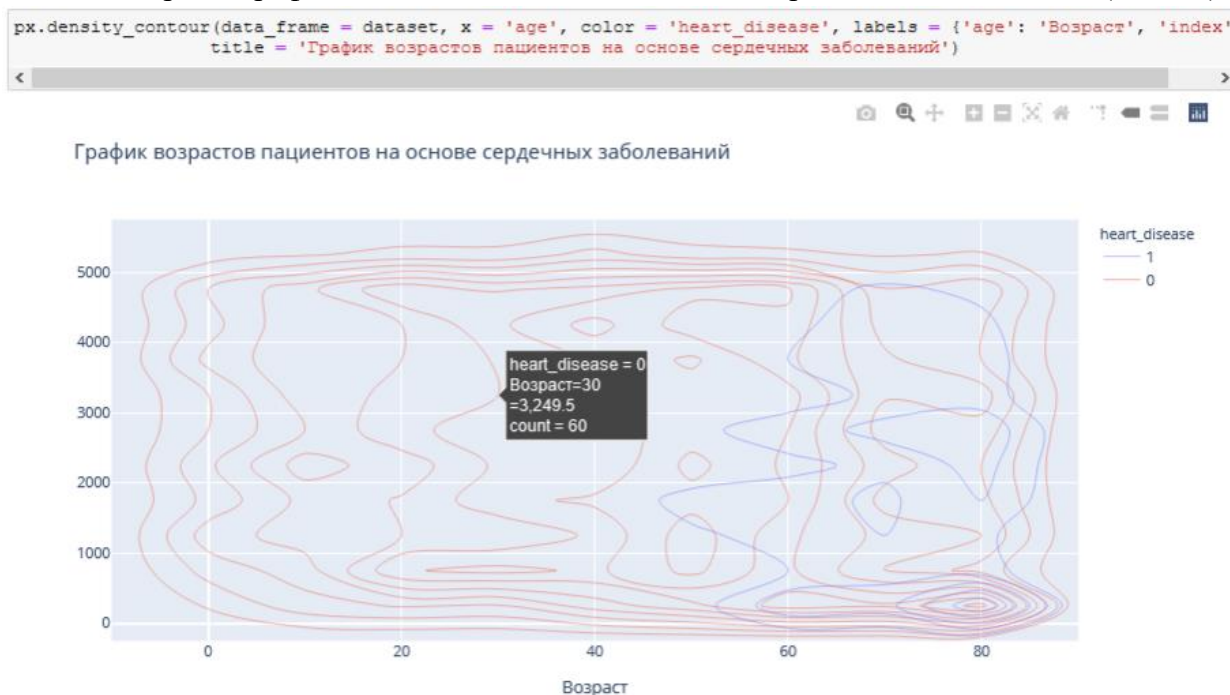 px.density_contour(data_frame = dataset, x = 'age', color = 'heart_disease', labels = {'age': 'Возраст', 'index'
title = 'График возрастов пациентов на основе сердечных заболеваний')
График возрастов пациентов на основе сердечных заболеваний
heart_disease
1
0
5000
4000
3000
2000
1000
0
heart_disease = 0
Возраст=30
=3,249.5
count = 60
0 20 40 60 80
Возраст